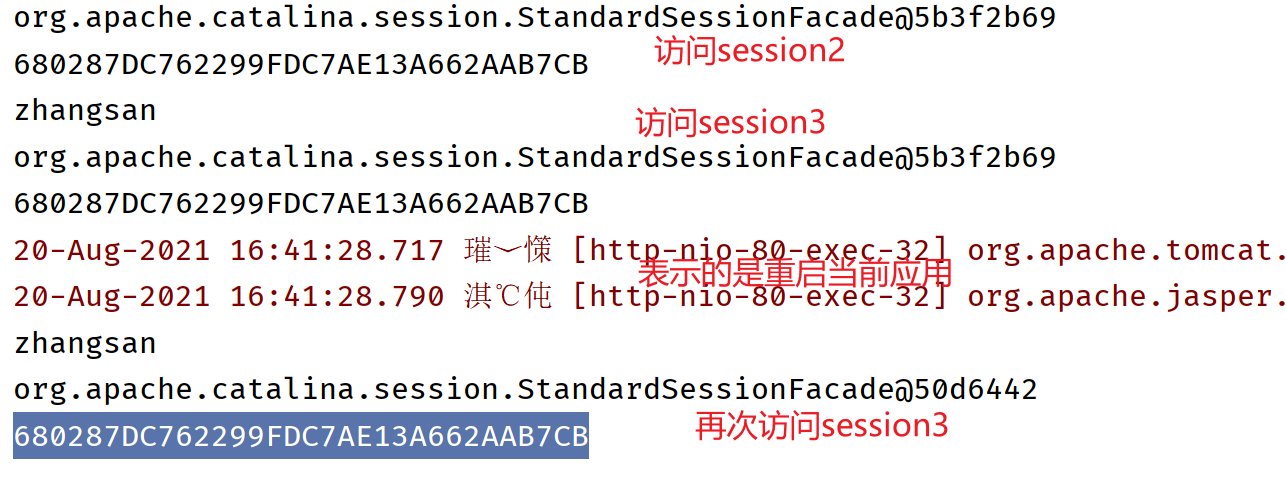 org.apache.catalina.session.StandardSessionFacade@5b3f2b69
访问session2
680287DC762299FDC7AE13A662AAB7CB
zhangsan
访问session3
org.apache.catalina.session.StandardSessionFacade@5b3f2b69
680287DC762299FDC7AE13A662AAB7CB
20-Aug-2021 16:41:28.717 璀﹀憡 [http-nio-80-exec-32] org.apache.tomcat.
表示的是重启当前应用
20-Aug-2021 16:41:28.790 淇℃伅 [http-nio-80-exec-32] org.apache.jasper.
zhangsan
org.apache.catalina.session.StandardSessionFacade@50d6442
再次访问session3
680287DC762299FDC7AE13A662AAB7CB